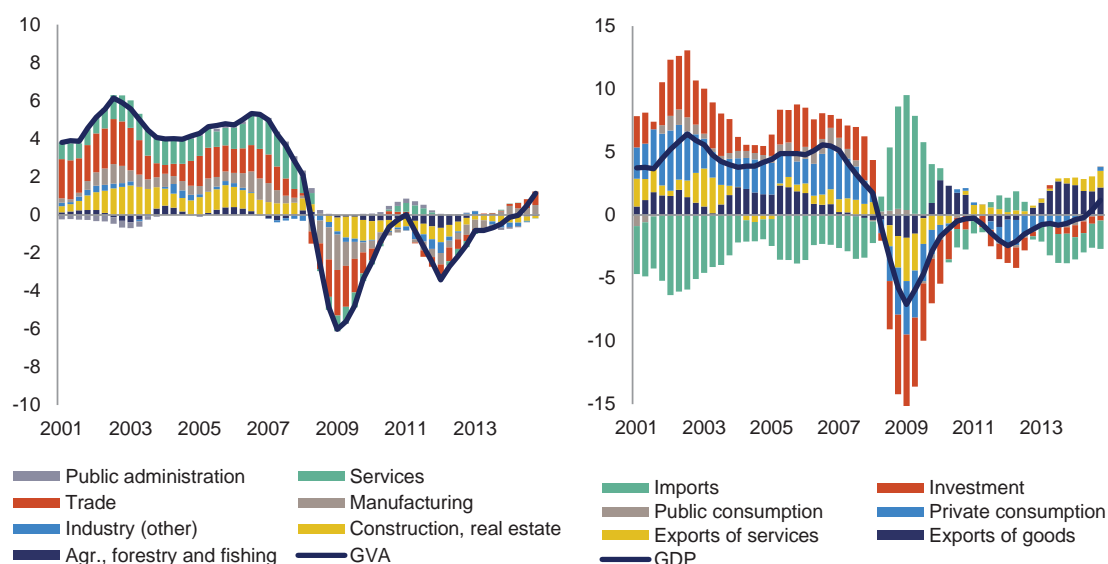 10
8
6
4
2
0
-2
-4
-6
-8
-10
2001 2003 2005 2007 2009 2011 2013
Public administration Services
Trade Manufacturing
Industry (other) Construction, real estate
Agr., forestry and fishing GVA
15
10
5
0
-5
-10
-15
2001 2003 2005 2007 2009 2011 2013
Imports Investment
Public consumption Private consumption
Exports of services Exports of goods
GDP